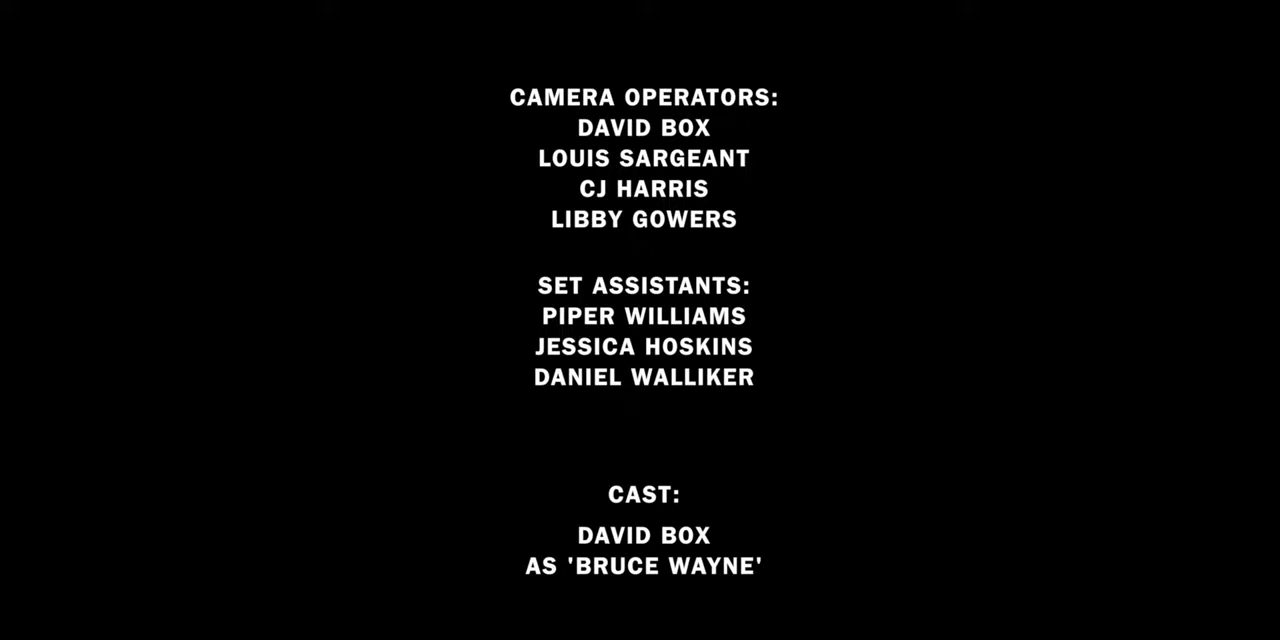 CAMERA OPERATORS:
DAVID BOX
LOUIS SARGEANT
CJ HARRIS
LIBBY GOWERS
SET ASSISTANTS:
PIPER WILLIAMS
JESSICA HOSKINS
DANIEL WALLIKER
CAST:
DAVID BOX
AS 'BRUCE WAYNE'